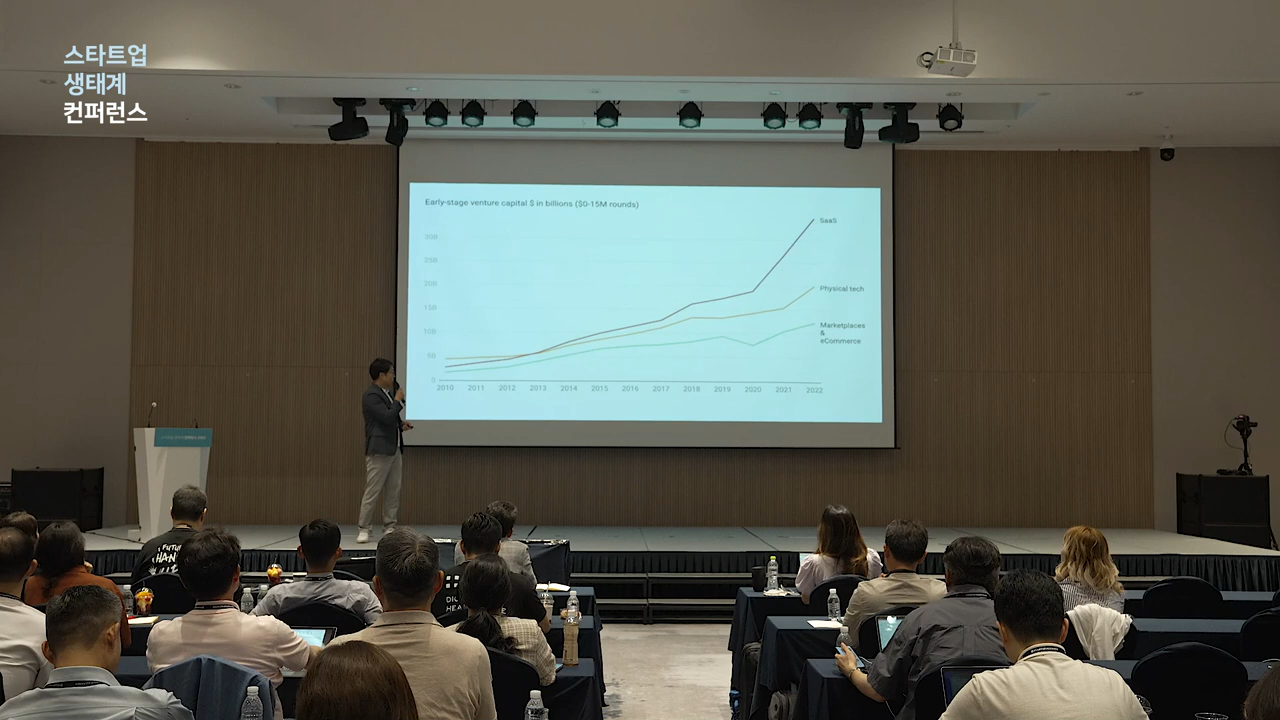 스타트업
생태계
컨퍼런스
Early-stage venture capital $ in billions ($0-15M rounds)
SaaS
30B
25B
20B
Physical tech
15B
Marketplaces
&
eCommerce
10B
5B
0
2010 2011 2012 2013 2014 2015 2016 2017 2018 2019 2020 2021 2022